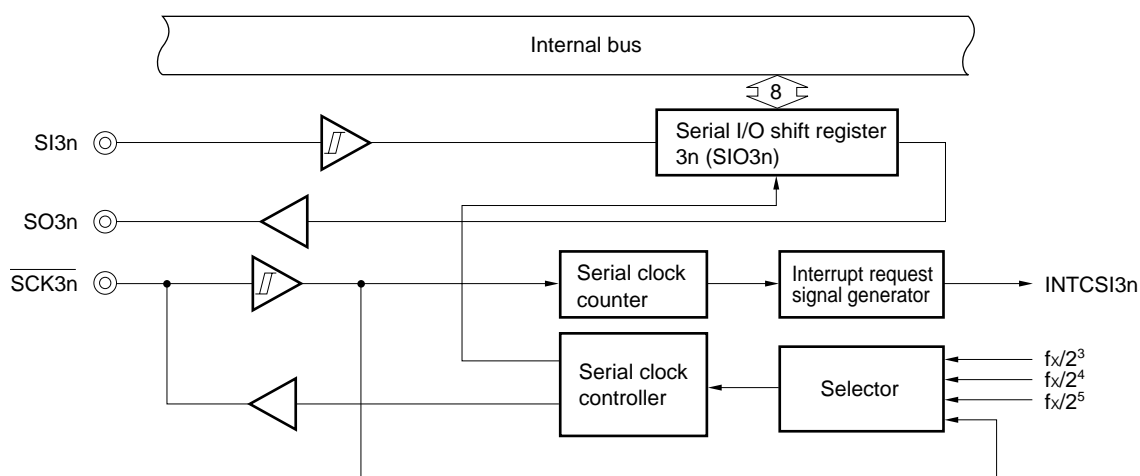 Internal bus
8
SI3n
Serial I/O shift register
3n (SIO3n)
SO3n
SCK3n
Serial clock
counter
Interrupt request
signal generator
INTCSI3n
Serial clock
controller
Selector
fX/2³
fX/2⁴
fX/2⁵